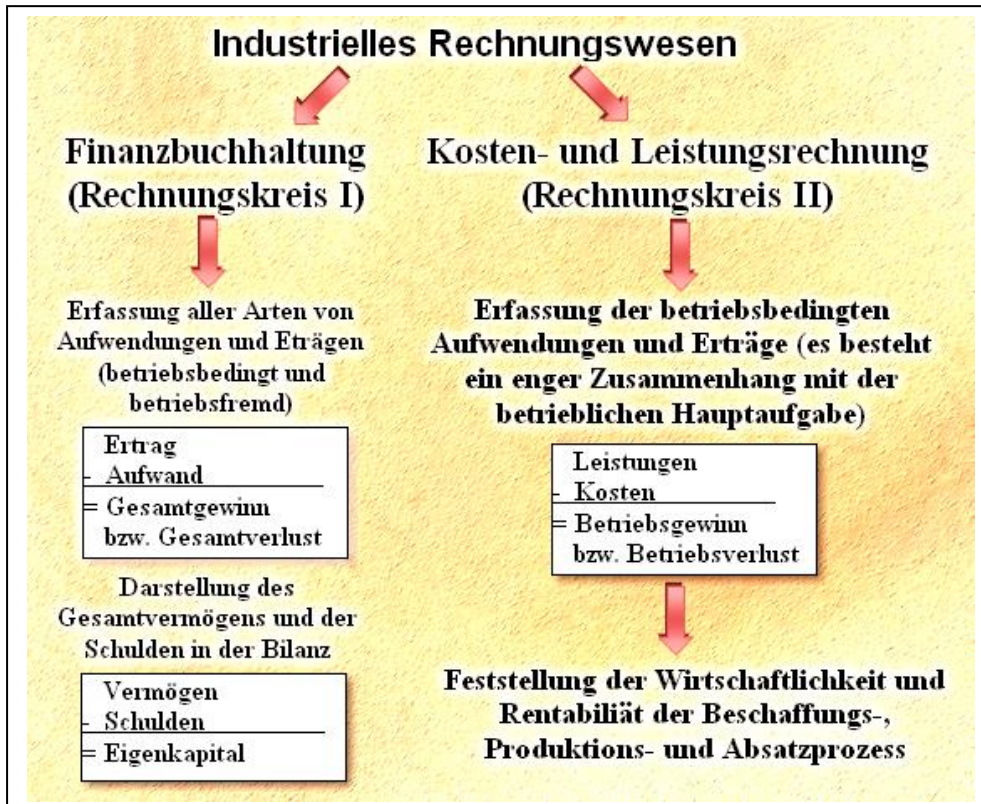 Industrielles Rechnungswesen
Finanzbuchhaltung
(Rechnungskreis I)
Erfassung aller Arten von
Aufwendungen und Eträgen
(betriebsbedingt und
betriebsfremd)
Ertrag
- Aufwand
= Gesamtgewinn
bzw. Gesamtverlust
Darstellung des
Gesamtvermögens und der
Schulden in der Bilanz
Vermögen
- Schulden
= Eigenkapital
Kosten- und Leistungsrechnung
(Rechnungskreis II)
Erfassung der betriebsbedingten
Aufwendungen und Erträge (es besteht
ein enger Zusammenhang mit der
betrieblichen Hauptaufgabe)
Leistungen
- Kosten
= Betriebsgewinn
bzw. Betriebsverlust
Feststellung der Wirtschaftlichkeit und
Rentabiliät der Beschaffungs-,
Produktions- und Absatzprozess